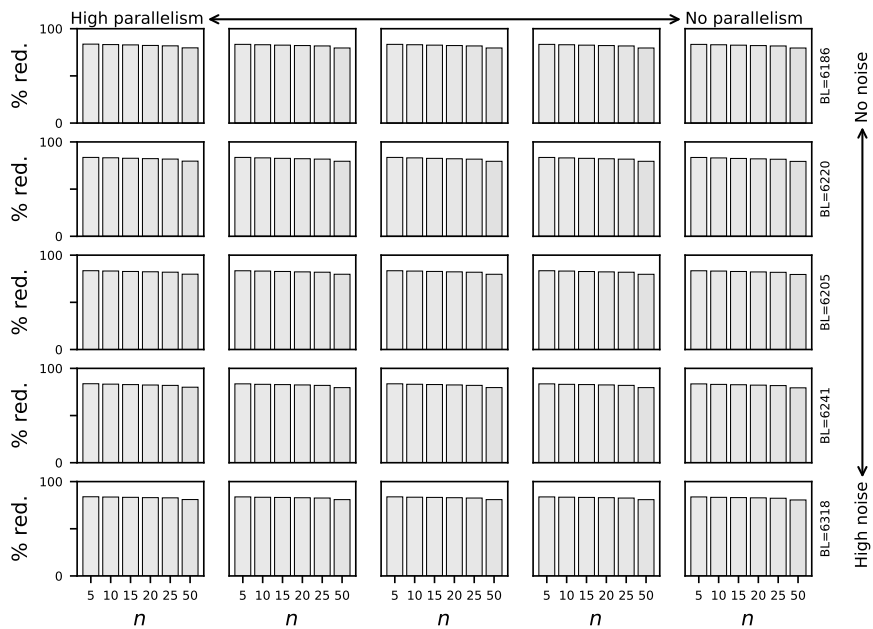 High parallelism No parallelism
100
% red.
0
BL=6186
No noise
100
% red.
0
BL=6220
100
% red.
0
BL=6205
100
% red.
0
BL=6241
100
% red.
0
BL=6318
High noise
5 10 15 20 25 50 5 10 15 20 25 50 5 10 15 20 25 50 5 10 15 20 25 50 5 10 15 20 25 50
n n n n n